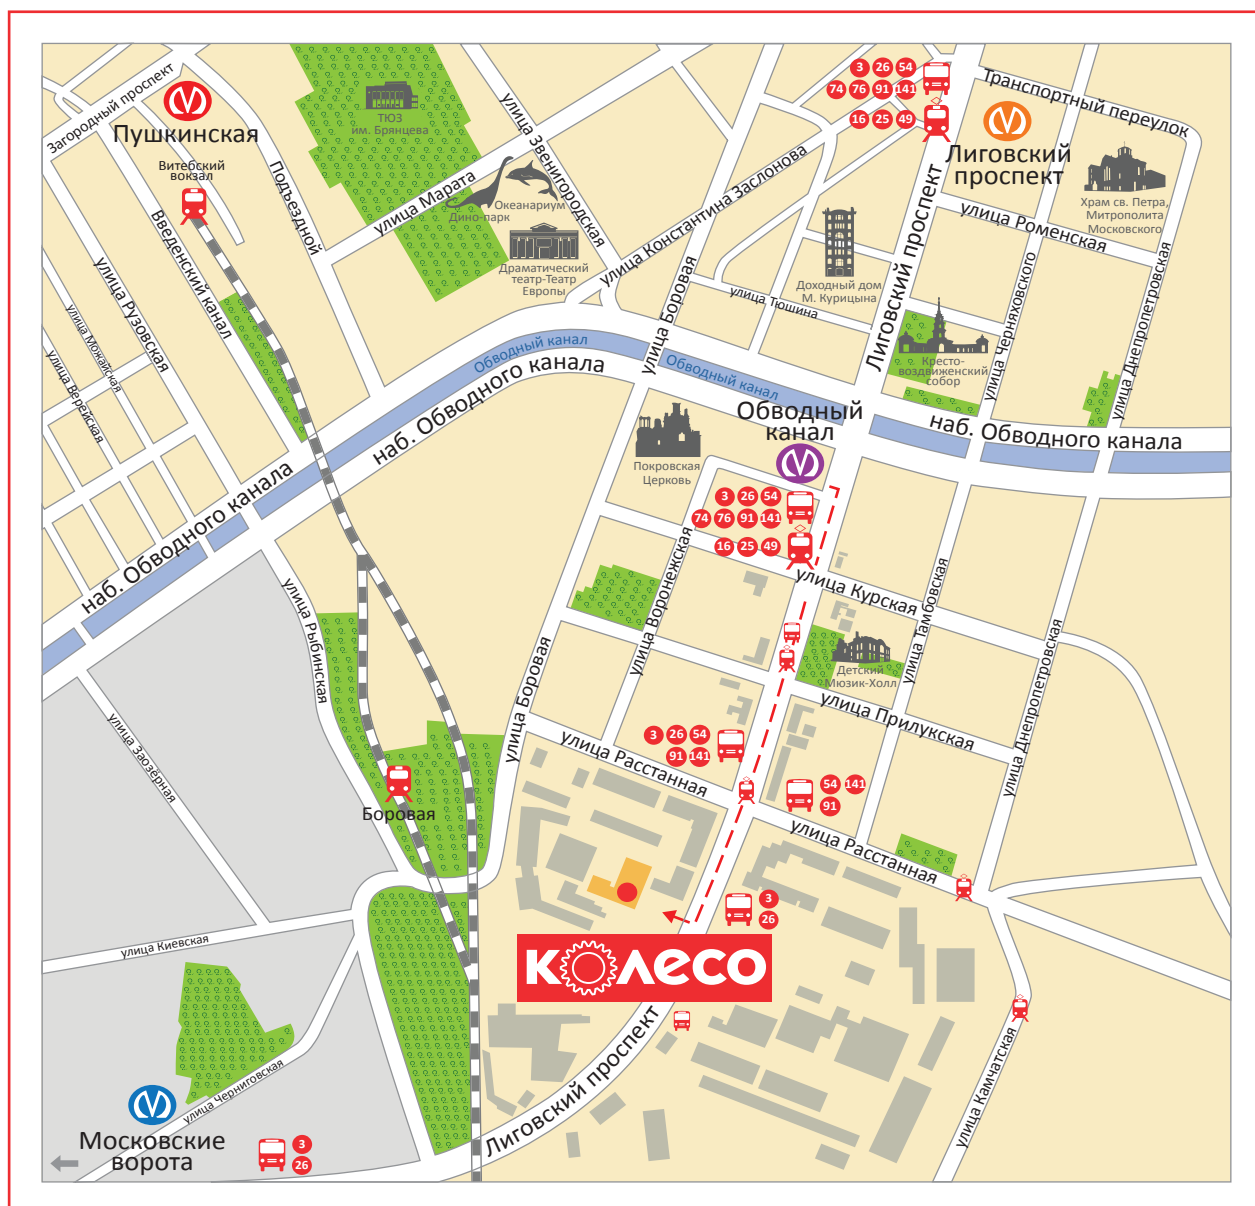 3 26 54
74 76 91 141
16 25 49
Транспортный переулок
Загородный проспект
Пушкинская
Витебский
вокзал
ТЮЗ
им. Брянцева
улица Звенигородская
Лиговский
проспект
Храм св. Петра,
Митрополита
Московского
Подъездной
улица Марата
Океанариум
Дино-парк
Драматический
театр-Театр
Европы
улица Константина Заслонова
Лиговский проспект
улица Роменская
Введенский канал
улица Рузовская
улица Можайская
улица Верейская
улица Боровая
улица Тюшина
Доходный дом
М. Курицына
улица Черняховского
улица Днепропетровская
Кресто-
воздвиженский
собор
Обводный канал
наб. Обводного канала
Обводный канал
Обводный
канал
наб. Обводного канала
Покровская
Церковь
3 26 54
74 76 91 141
16 25 49
наб. Обводного канала
улица Воронежская
улица Курская
улица Тамбовская
улица Днепропетровская
улица Рыбинская
улица Боровая
Детский
Мюзик-Холл
улица Прилукская
улица Заозёрная
3 26 54
91 141
улица Расстанная
54 141
91
улица Расстанная
Боровая
3
26
улица Киевская
колесо
Лиговский проспект
улица Камчатская
улица Черниговская
Московские
ворота
3
26